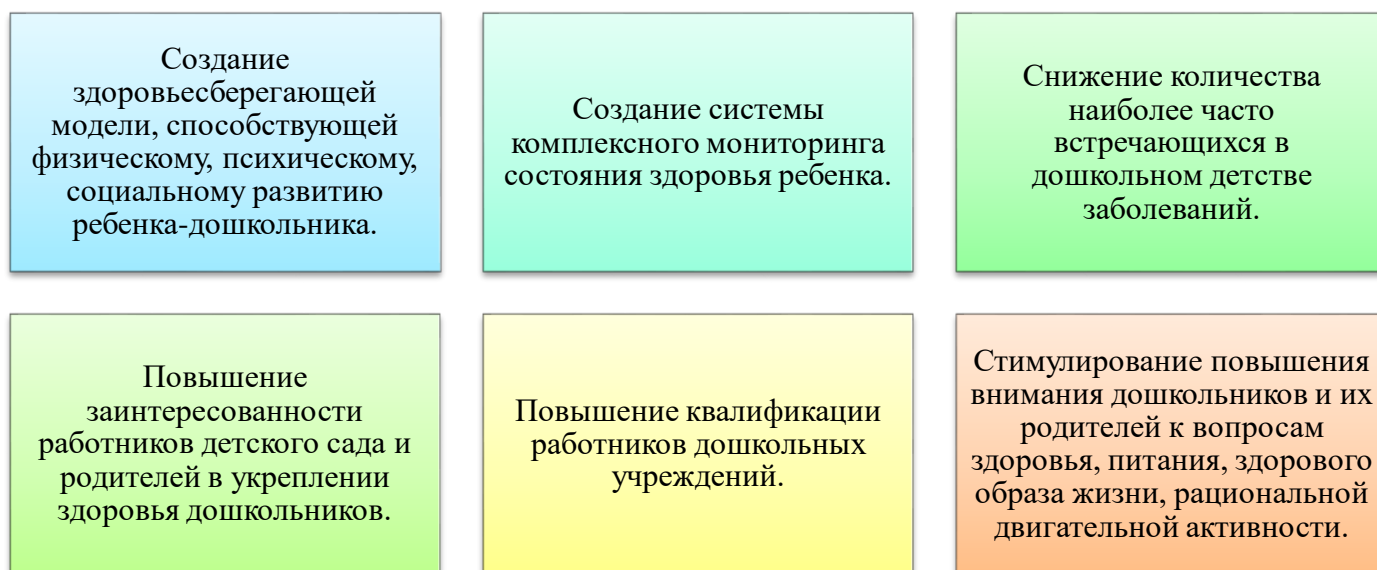 Создание
здоровьесберегающей
модели, способствующей
физическому, психическому,
социальному развитию
ребенка-дошкольника.
Создание системы
комплексного мониторинга
состояния здоровья ребенка.
Снижение количества
наиболее часто
встречающихся в
дошкольном детстве
заболеваний.
Повышение
заинтересованности
работников детского сада и
родителей в укреплении
здоровья дошкольников.
Повышение квалификации
работников дошкольных
учреждений.
Стимулирование повышения
внимания дошкольников и их
родителей к вопросам
здоровья, питания, здорового
образа жизни, рациональной
двигательной активности.